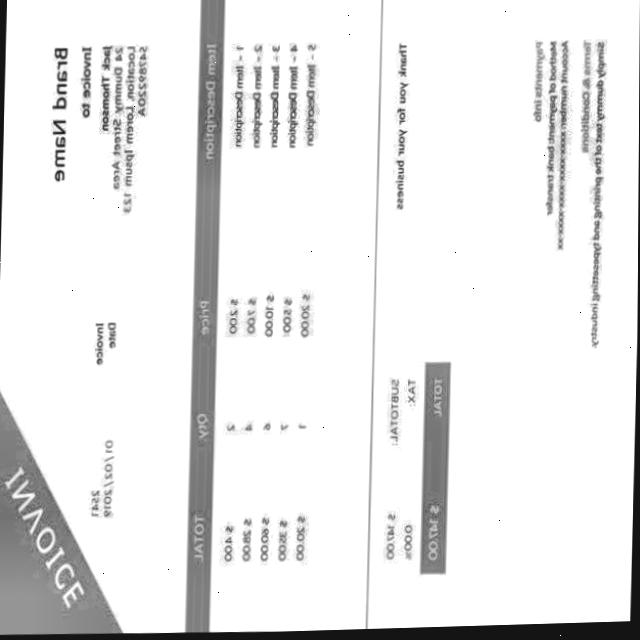 Brand Name
INVOICE
Invoice to
Jack Thomson
24 Dummy Street Area
Location, Lorem Ipsum 123
Invoice
Date 01/02/2018
Item Description Price QTY TOTAL
1 - Item Description $ 2.00 2 $ 4.00
2 - Item Description $ 7.00 4 $ 28.00
3 - Item Description $ 10.00 6 $ 60.00
4 - Item Description $ 5.00 7 $ 35.00
5 - Item Description $ 20.00 1 $ 20.00
Thank you for your business
SUBTOTAL: $ 147.00
TAX: 0.00%
TOTAL $ 147.00
Payments Info
Account number: xxxx-xxxx-xxxx-xx
Method of payment: bank transfer
Terms & Conditions
Simply dummy text of the printing and typesetting industry.